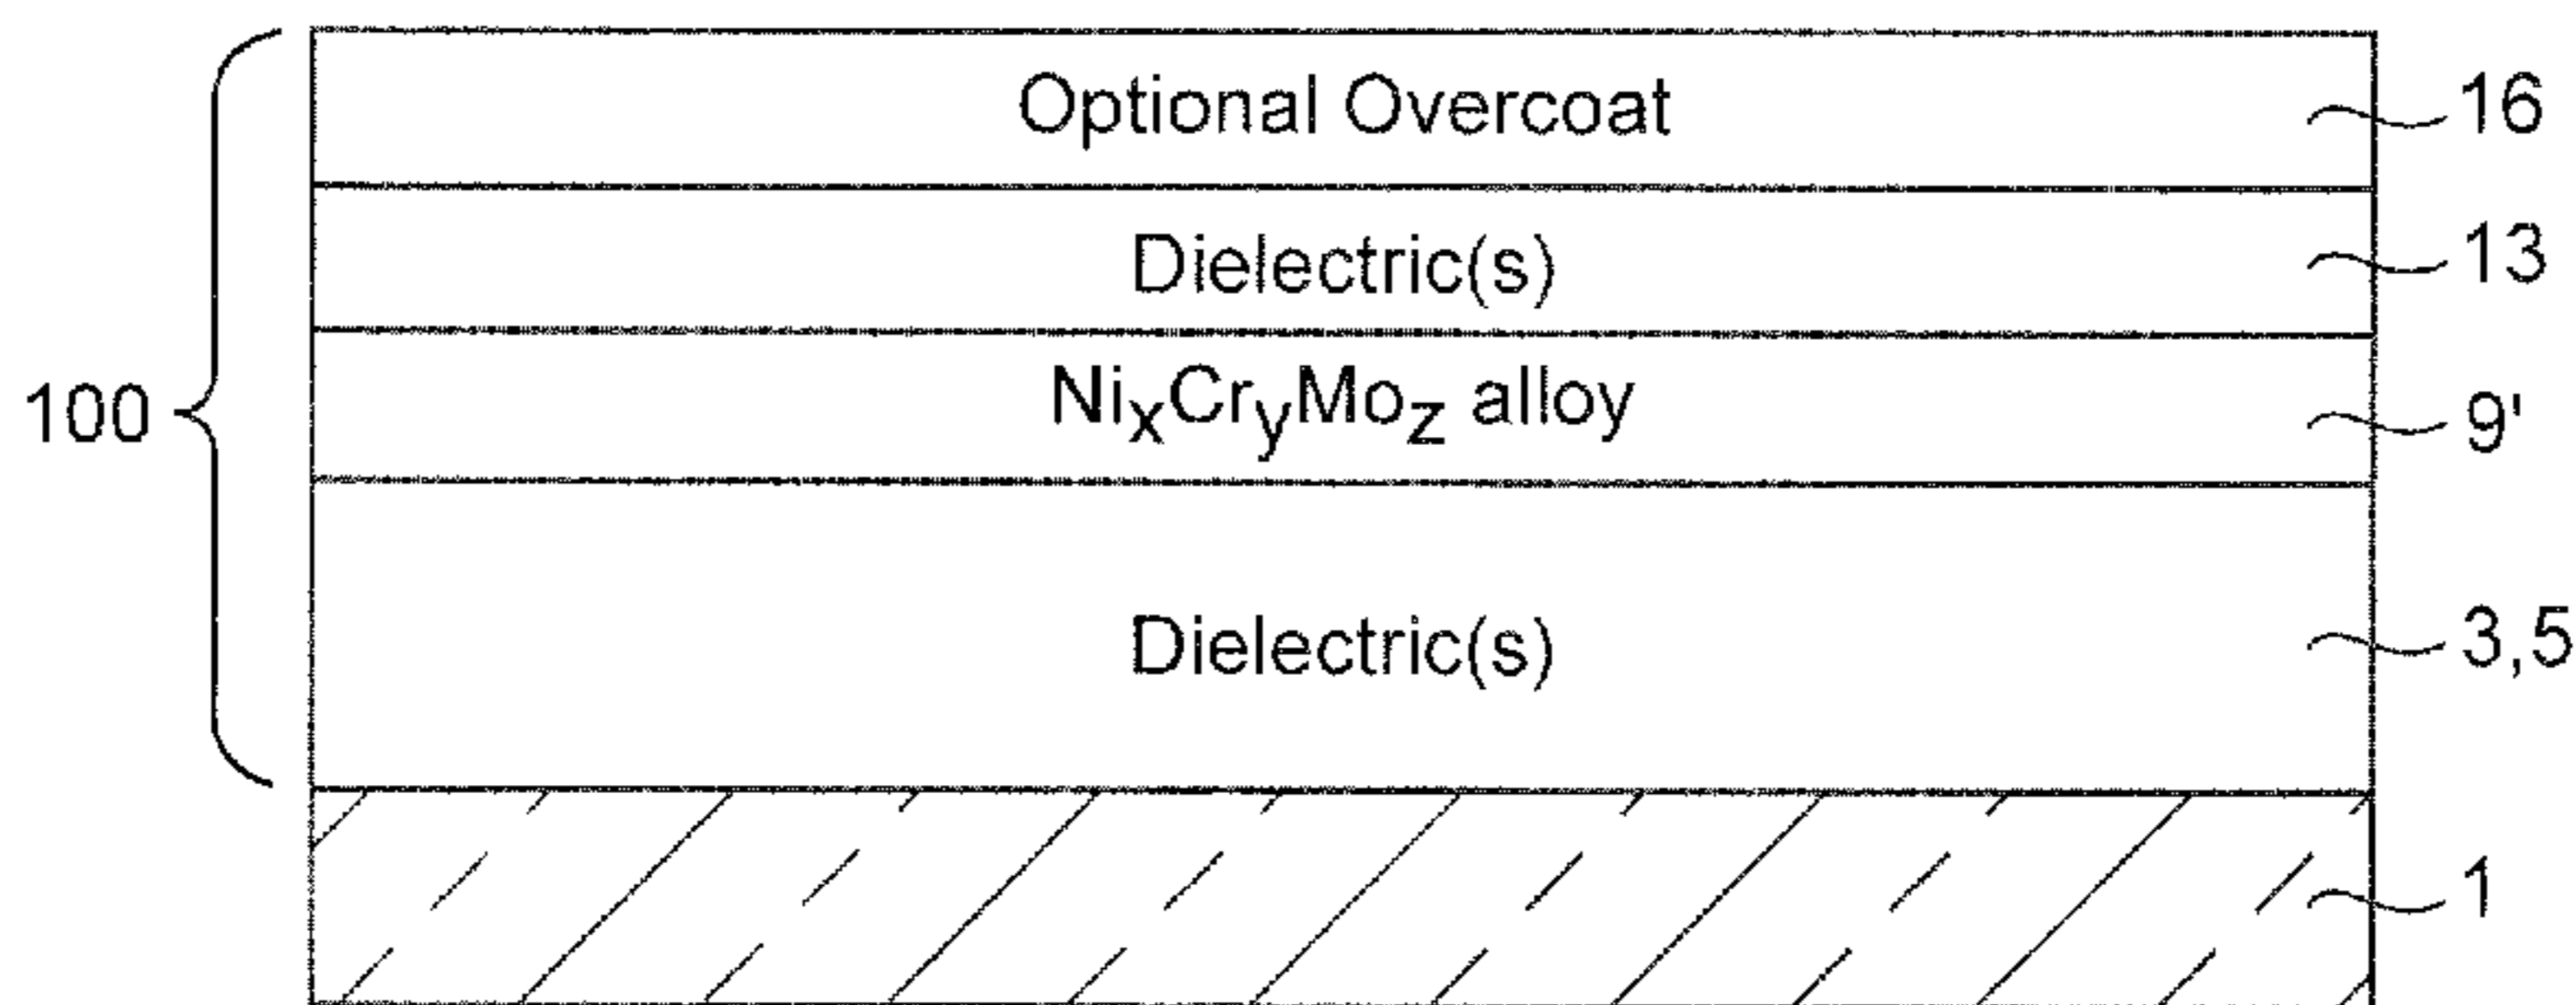 Optional Overcoat 16
Dielectric(s) 13
100
NixCryMoz alloy 9'
Dielectric(s) 3,5
1